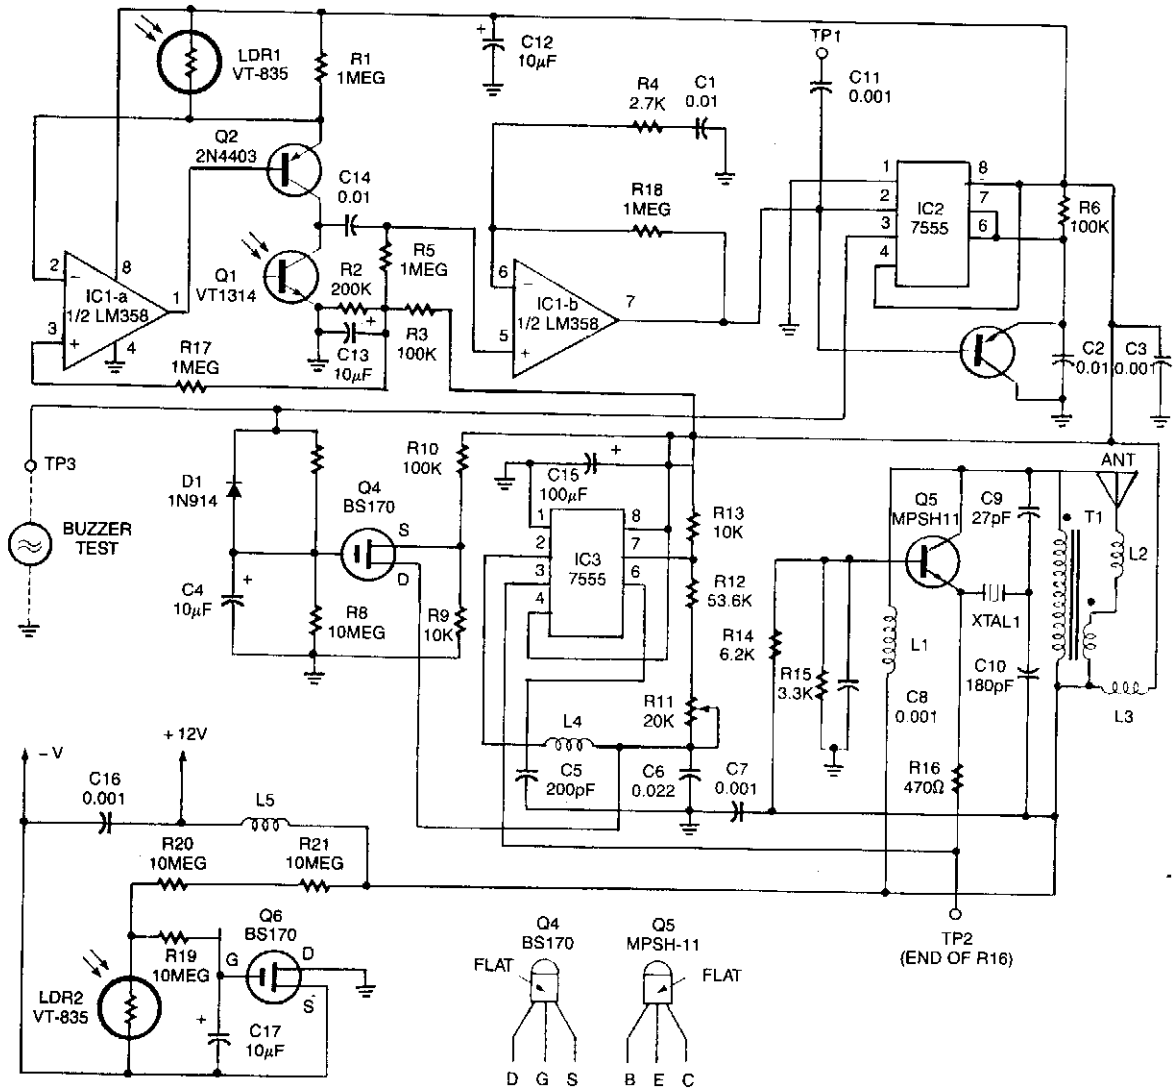 LDR1
VT-835
R1
1MEG
+
C12
10µF
TP1
C11
0.001
R4
2.7K
C1
0.01
Q2
2N4403
C14
0.01
R18
1MEG
1
2
3
4
8
7
6
IC2
7555
R6
100K
2
−
8
IC1-a
1/2 LM358
1
3
+
4
Q1
VT1314
R2
200K
R5
1MEG
6
−
IC1-b
1/2 LM358
7
5
+
+
C13
10µF
R3
100K
R17
1MEG
C2
0.01
C3
0.001
TP3
BUZZER
TEST
D1
1N914
R10
100K
Q4
BS170
S
D
C15
100µF
+
1
2
3
4
8
7
6
IC3
7555
R13
10K
R12
53.6K
Q5
MPSH11
C9
27pF
ANT
T1
L2
XTAL1
C4
10µF
+
R8
10MEG
R9
10K
R14
6.2K
R15
3.3K
L1
C10
180pF
C8
0.001
L3
R11
20K
L4
C5
200pF
C6
0.022
C7
0.001
R16
470Ω
− V
+ 12V
C16
0.001
L5
R20
10MEG
R21
10MEG
Q6
BS170
R19
10MEG
G
D
S
LDR2
VT-835
+
C17
10µF
TP2
(END OF R16)
Q4
BS170
FLAT
D G S
Q5
MPSH-11
FLAT
B E C